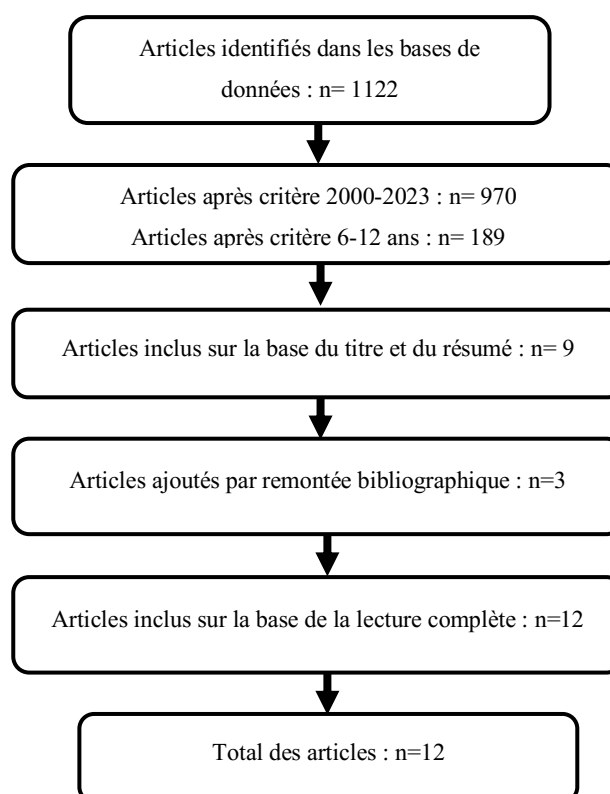 Articles identifiés dans les bases de
données : n= 1122
Articles après critère 2000-2023 : n= 970
Articles après critère 6-12 ans : n= 189
Articles inclus sur la base du titre et du résumé : n= 9
Articles ajoutés par remontée bibliographique : n=3
Articles inclus sur la base de la lecture complète : n=12
Total des articles : n=12